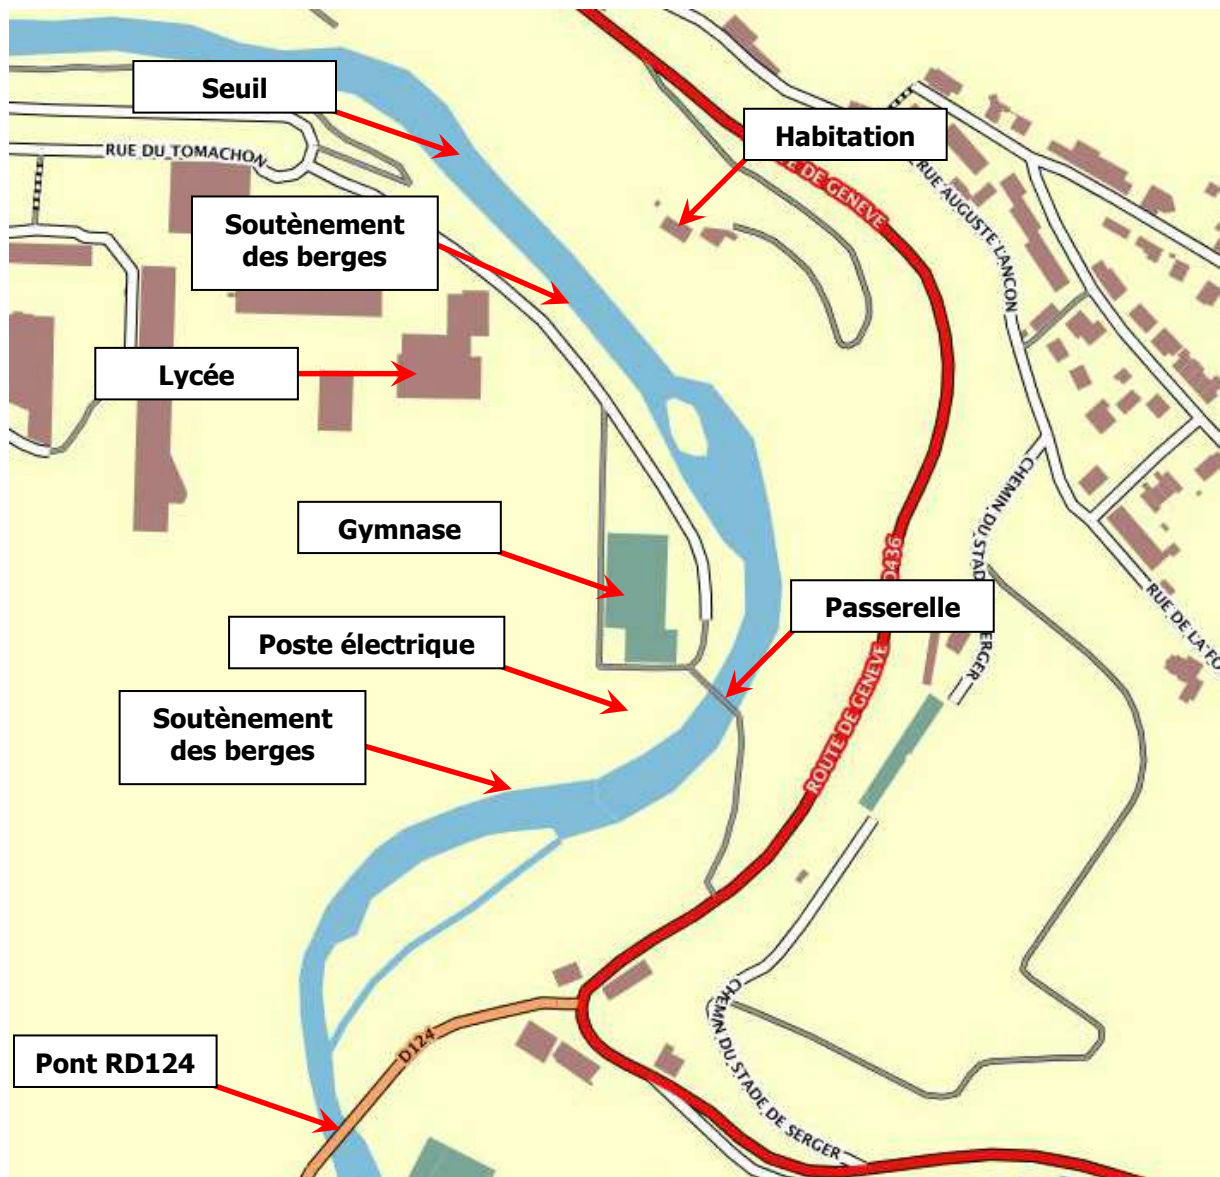 Seuil
Habitation
RUE DU TOMACHON
DE GENEVE
RUE AUGUSTE LANCON
Soutènement
des berges
Lycée
CHEMIN DU STAD
Gymnase
D436
Passerelle
RUE DE LA FO
Poste électrique
ERGER
ROUTE DE GENEVE
Soutènement
des berges
Pont RD124
D124
CHEMIN DU STADE DE SERGER